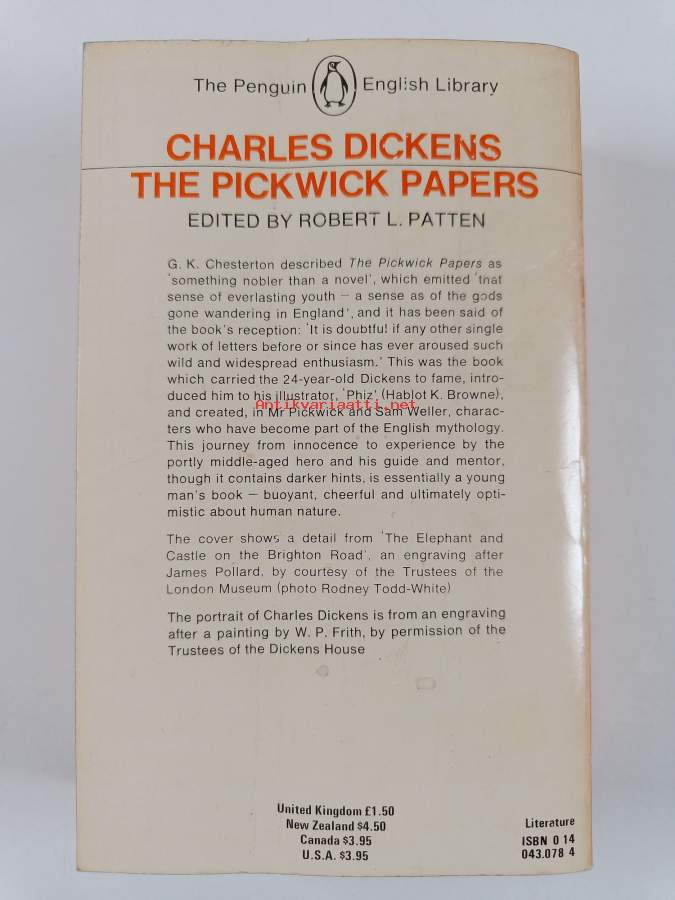 The Penguin English Library
CHARLES DICKENS
THE PICKWICK PAPERS
EDITED BY ROBERT L. PATTEN
G. K. Chesterton described The Pickwick Papers as
'something nobler than a novel', which emitted 'that
sense of everlasting youth – a sense as of the gods
gone wandering in England', and it has been said of
the book's reception: 'It is doubtful if any other single
work of letters before or since has ever aroused such
wild and widespread enthusiasm.' This was the book
which carried the 24-year-old Dickens to fame, intro-
duced him to his illustrator, 'Phiz' (Hablot K. Browne),
Antikvariaatti.net
and created, in Mr Pickwick and Sam Weller, charac-
ters who have become part of the English mythology.
This journey from innocence to experience by the
portly middle-aged hero and his guide and mentor,
though it contains darker hints, is essentially a young
man's book – buoyant, cheerful and ultimately opti-
mistic about human nature.
The cover shows a detail from 'The Elephant and
Castle on the Brighton Road', an engraving after
James Pollard, by courtesy of the Trustees of the
London Museum (photo Rodney Todd-White)
The portrait of Charles Dickens is from an engraving
after a painting by W. P. Frith, by permission of the
Trustees of the Dickens House
United Kingdom £1.50
New Zealand $4.50
Canada $3.95
U.S.A. $3.95
Literature
ISBN 0 14
043.078 4